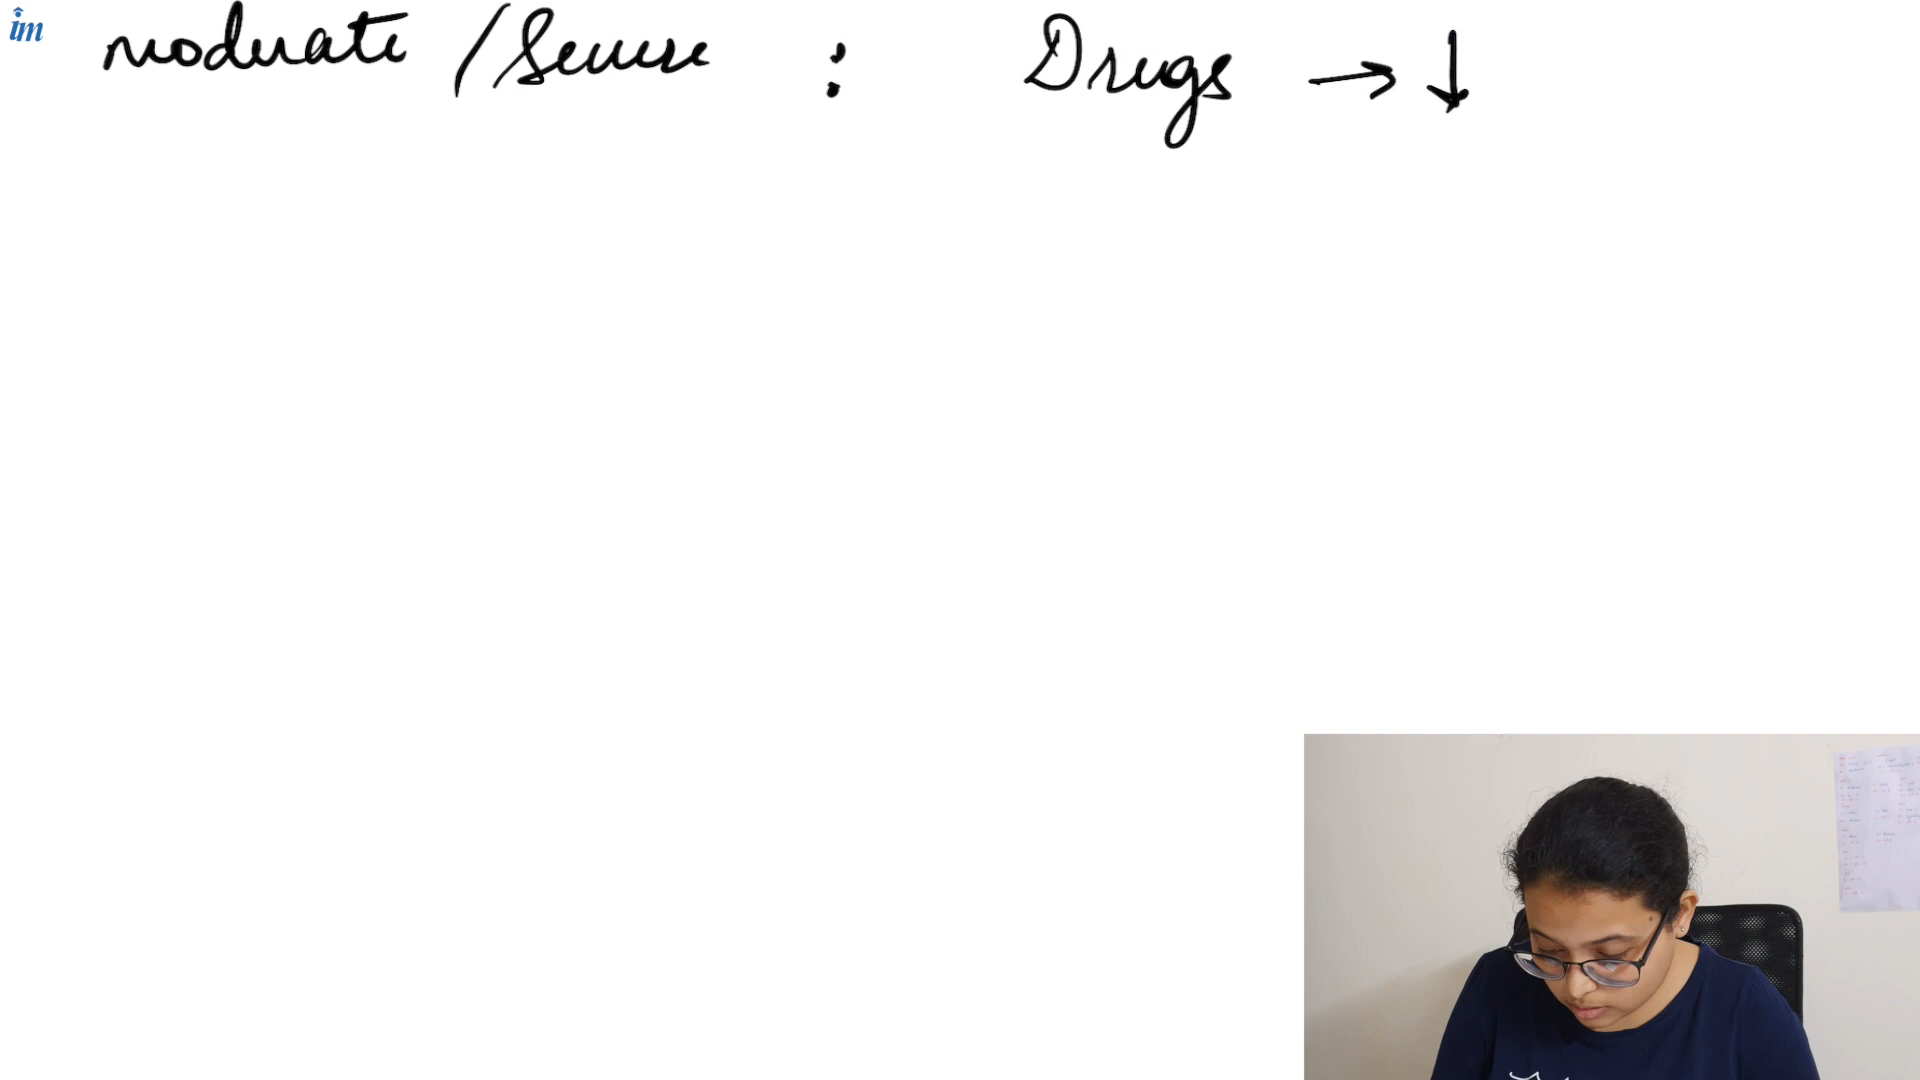 im
moderate / Severe : Drugs → ↓